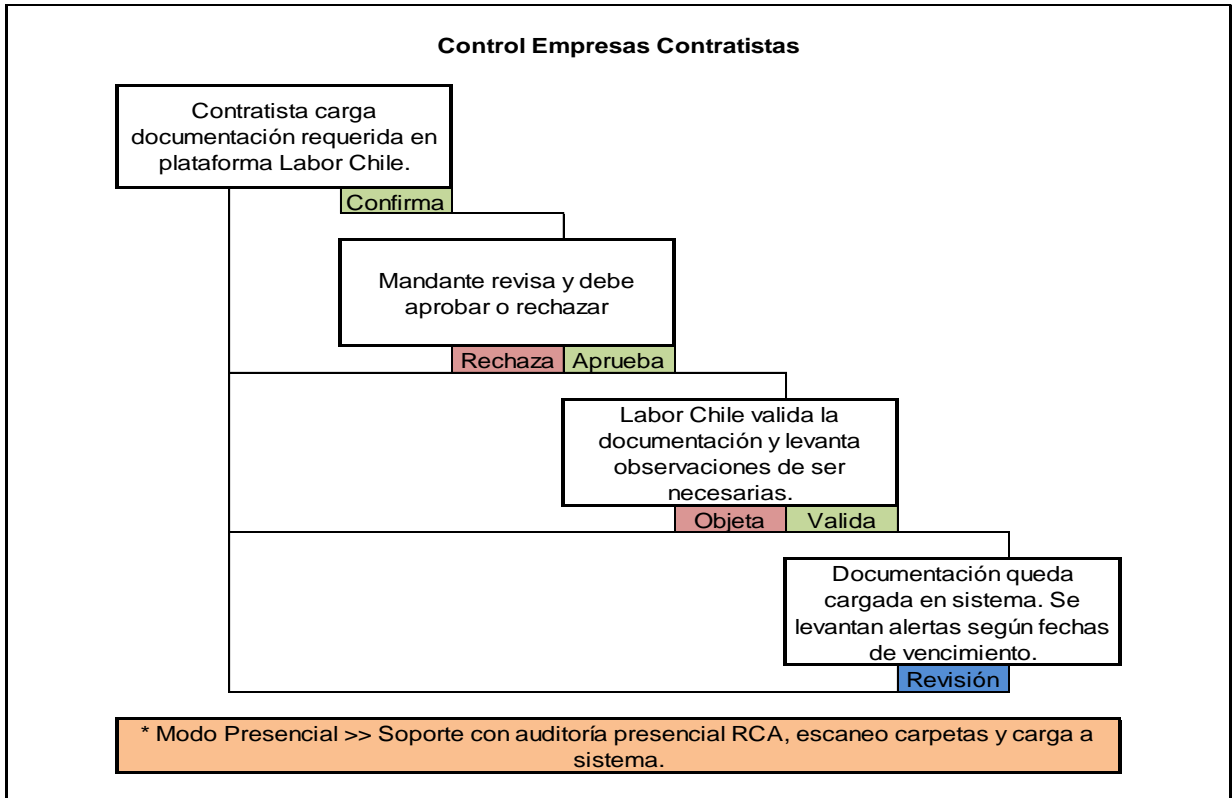 Control Empresas Contratistas
Contratista carga
documentación requerida en
plataforma Labor Chile.
Confirma
Mandante revisa y debe
aprobar o rechazar
Rechaza Aprueba
Labor Chile valida la
documentación y levanta
observaciones de ser
necesarias.
Objeta Valida
Documentación queda
cargada en sistema. Se
levantan alertas según fechas
de vencimiento.
Revisión
* Modo Presencial >> Soporte con auditoría presencial RCA, escaneo carpetas y carga a
sistema.